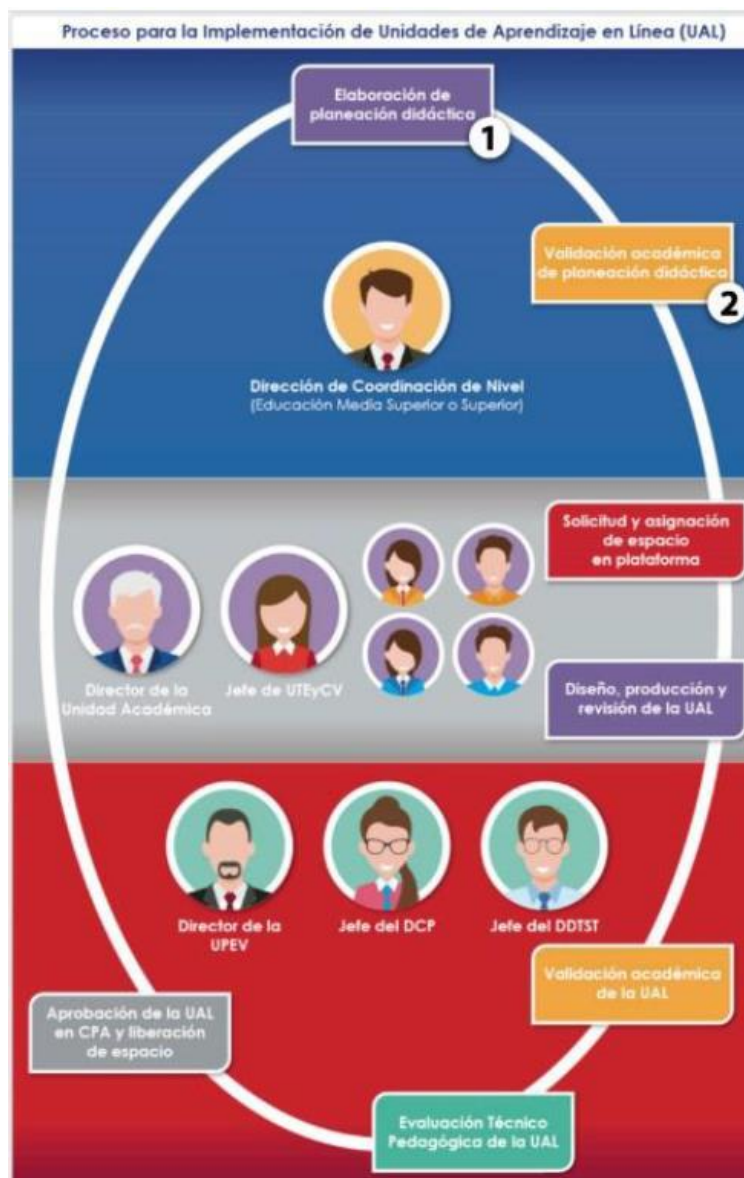 Proceso para la Implementación de Unidades de Aprendizaje en Línea (UAL)
Elaboración de
planeación didáctica
1
Validación académica
de planeación didáctica
2
Dirección de Coordinación de Nivel
(Educación Media Superior o Superior)
Solicitud y asignación
de espacio
en plataforma
Director de la
Unidad Académica
Jefe de UTEyCV
Diseño, producción y
revisión de la UAL
Director de la
UPEV
Jefe del DCP
Jefe del DDTST
Validación académica
de la UAL
Aprobación de la UAL
en CPA y liberación
de espacio
Evaluación Técnico
Pedagógica de la UAL